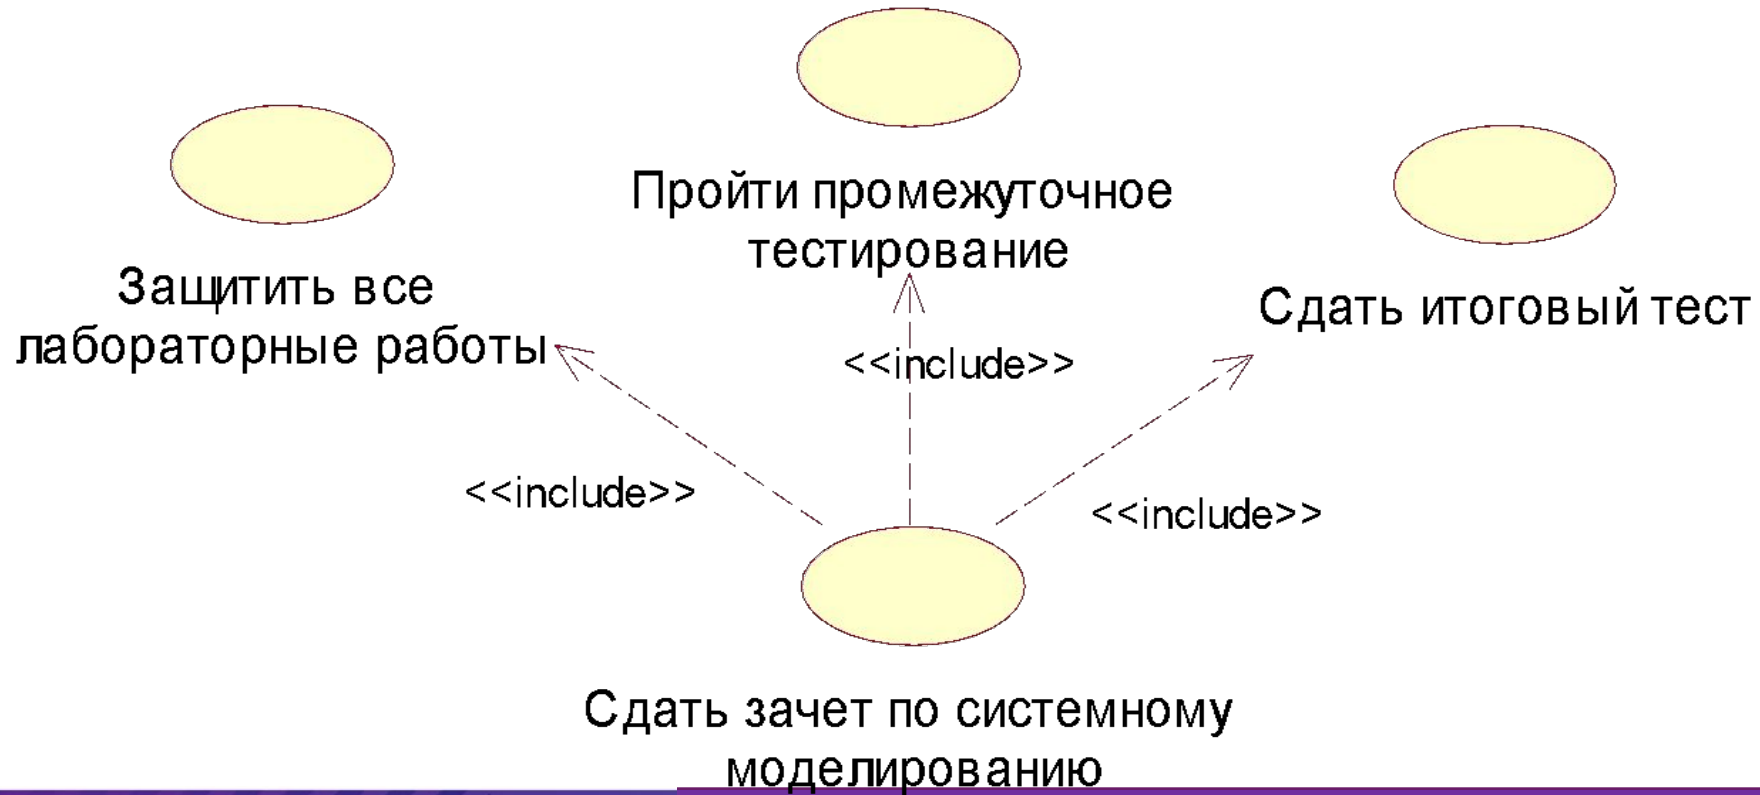 Пройти промежуточное
тестирование
Защитить все
лабораторные работы
Сдать итоговый тест
<<include>>
<<include>>
<<include>>
Сдать зачет по системному
моделированию